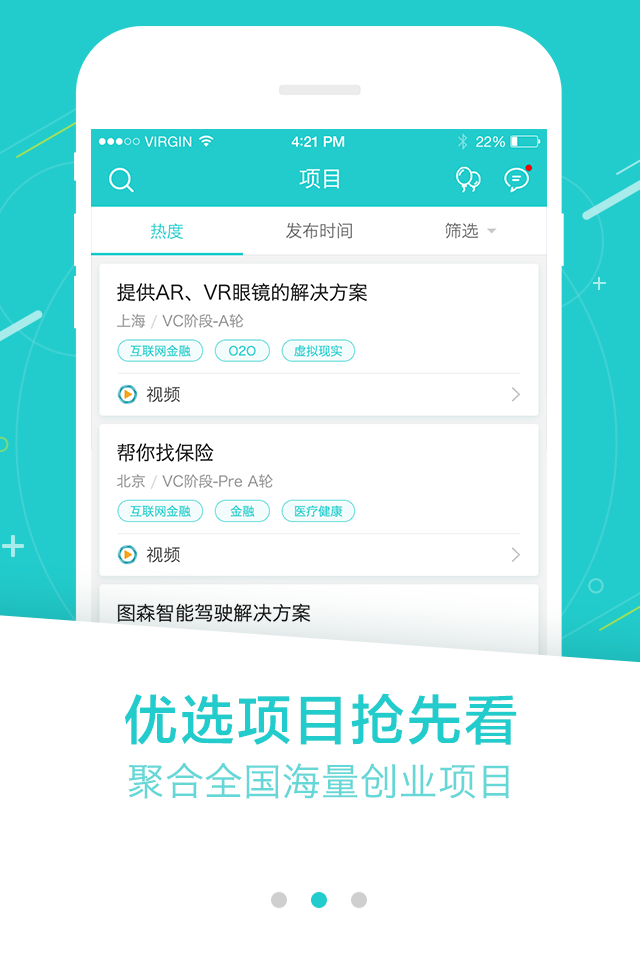 VIRGIN 4:21 PM 22%
项目
热度 发布时间 筛选
提供AR、VR眼镜的解决方案
上海 / VC阶段-A轮
互联网金融 O2O 虚拟现实
视频
帮你找保险
北京 / VC阶段-Pre A轮
互联网金融 金融 医疗健康
视频
图森智能驾驶解决方案
优选项目抢先看
聚合全国海量创业项目